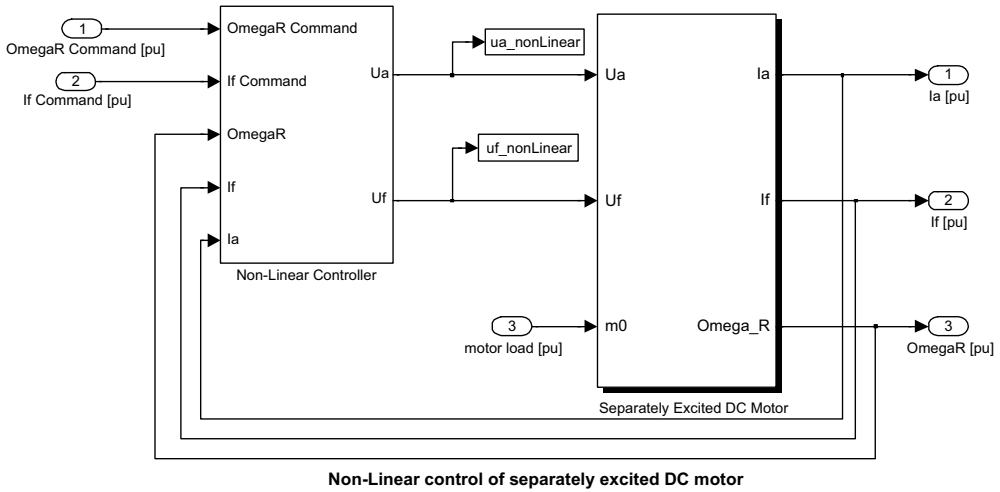 1
OmegaR Command [pu]
2
If Command [pu]
OmegaR Command
If Command
OmegaR
If
Ia
Ua
Uf
Non-Linear Controller
ua_nonLinear
uf_nonLinear
3
motor load [pu]
Ua
Uf
m0
Ia
If
Omega_R
Separately Excited DC Motor
1
Ia [pu]
2
If [pu]
3
OmegaR [pu]
Non-Linear control of separately excited DC motor